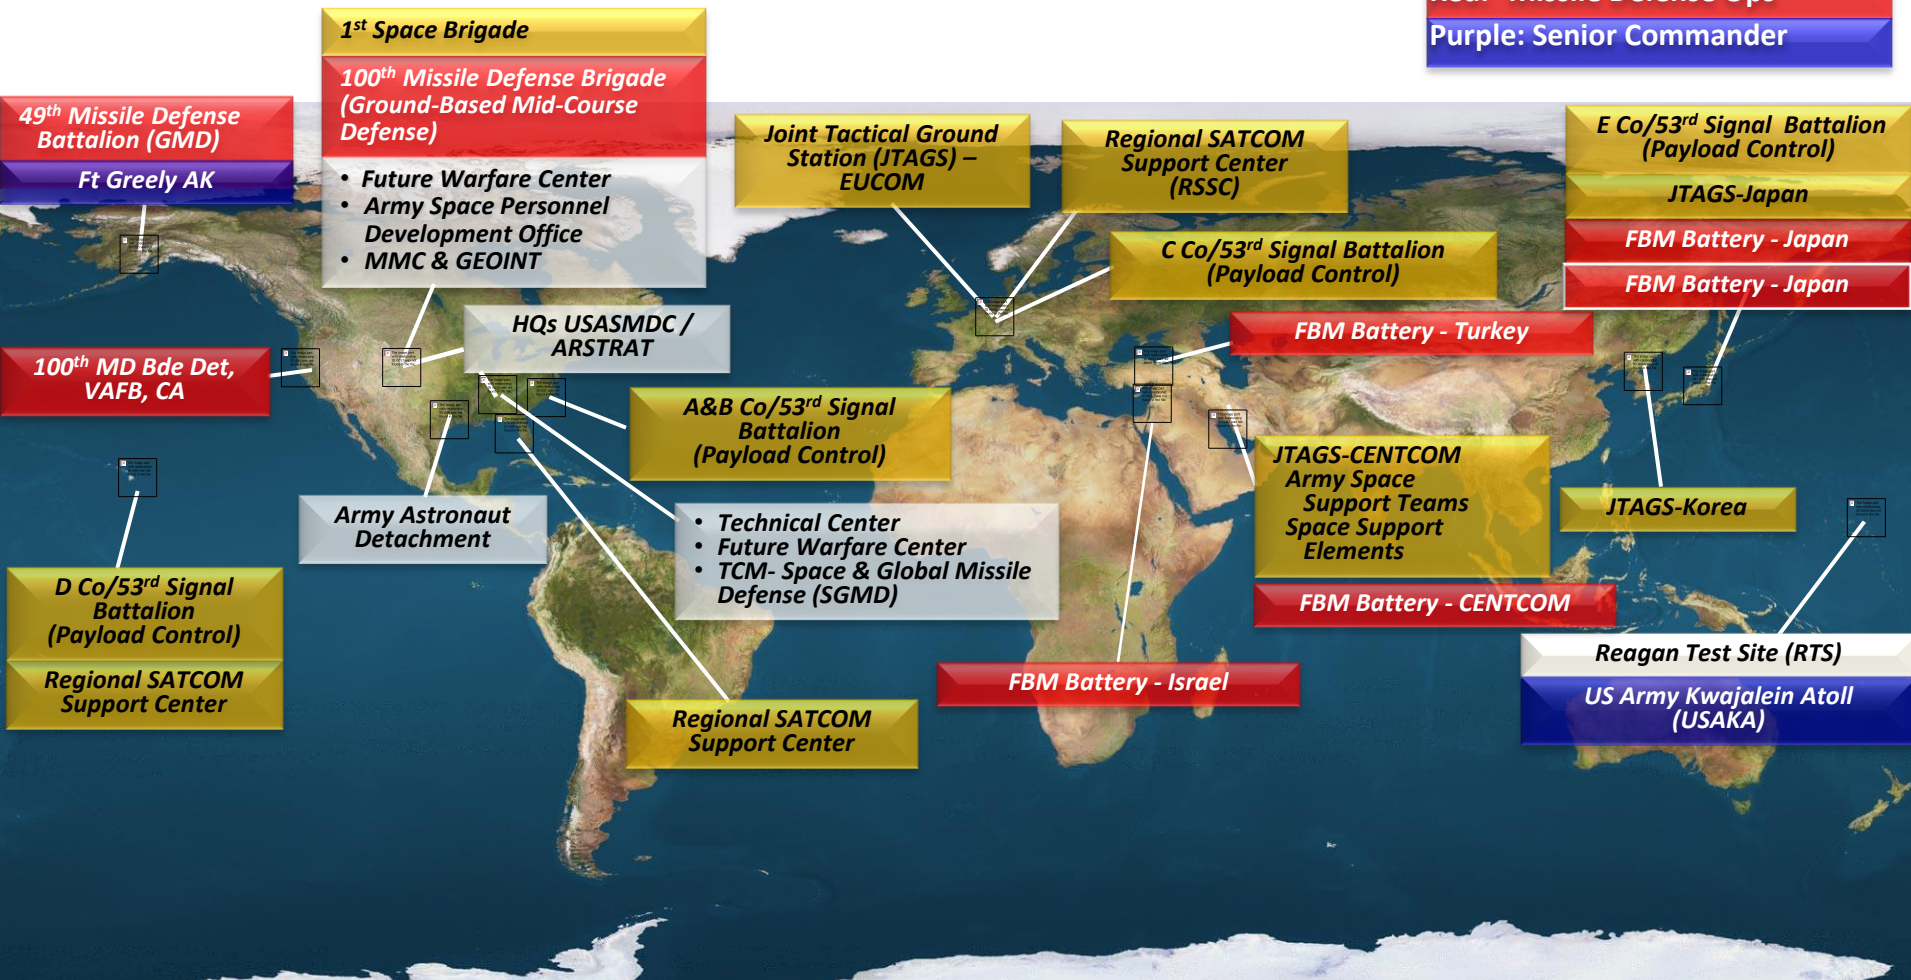 Red: Missile Defense Ops
Purple: Senior Commander
1st Space Brigade
100th Missile Defense Brigade
(Ground-Based Mid-Course
Defense)
• Future Warfare Center
• Army Space Personnel
Development Office
• MMC & GEOINT
49th Missile Defense
Battalion (GMD)
Ft Greely AK
Joint Tactical Ground
Station (JTAGS) –
EUCOM
Regional SATCOM
Support Center
(RSSC)
E Co/53rd Signal Battalion
(Payload Control)
JTAGS-Japan
FBM Battery - Japan
FBM Battery - Japan
C Co/53rd Signal Battalion
(Payload Control)
HQs USASMDC /
ARSTRAT
FBM Battery - Turkey
100th MD Bde Det,
VAFB, CA
A&B Co/53rd Signal
Battalion
(Payload Control)
JTAGS-CENTCOM
Army Space
Support Teams
Space Support
Elements
JTAGS-Korea
Army Astronaut
Detachment
• Technical Center
• Future Warfare Center
• TCM- Space & Global Missile
Defense (SGMD)
D Co/53rd Signal
Battalion
(Payload Control)
Regional SATCOM
Support Center
FBM Battery - CENTCOM
Reagan Test Site (RTS)
US Army Kwajalein Atoll
(USAKA)
FBM Battery - Israel
Regional SATCOM
Support Center